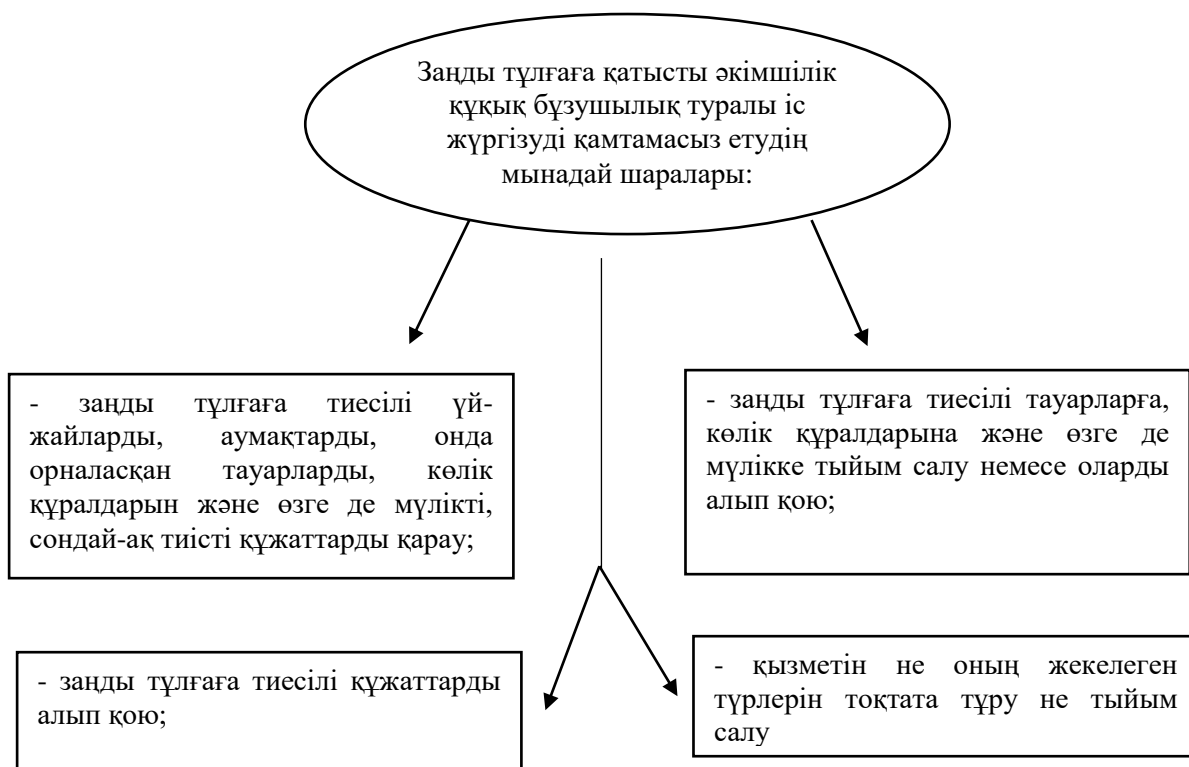 Заңды тұлғаға қатысты әкімшілік
құқық бұзушылық туралы іс
жүргізуді қамтамасыз етудің
мынадай шаралары:
- заңды тұлғаға тиесілі үй-
жайларды, аумақтарды, онда
орналасқан тауарларды, көлік
құралдарын және өзге де мүлікті,
сондай-ақ тиісті құжаттарды қарау;
- заңды тұлғаға тиесілі тауарларға,
көлік құралдарына және өзге де
мүлікке тыйым салу немесе оларды
алып қою;
- заңды тұлғаға тиесілі құжаттарды
алып қою;
- қызметін не оның жекелеген
түрлерін тоқтата тұру не тыйым
салу